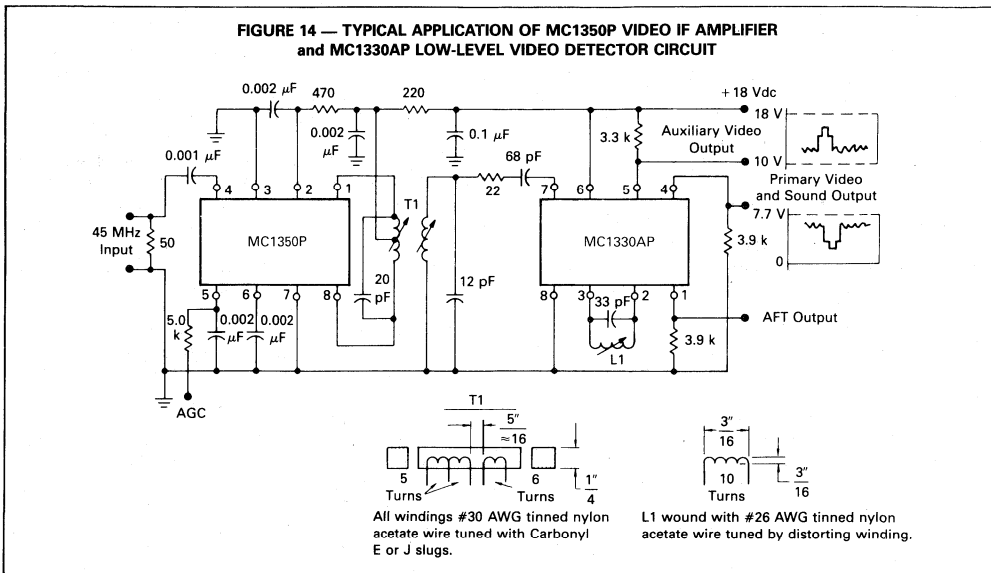 FIGURE 14 — TYPICAL APPLICATION OF MC1350P VIDEO IF AMPLIFIER
and MC1330AP LOW-LEVEL VIDEO DETECTOR CIRCUIT
0.002 μF
470
220
+18 Vdc
18 V
0.002
μF
0.1 μF
3.3 k
Auxiliary Video
Output
10 V
0.001 μF
68 pF
22
4
3
2
1
T1
7
6
5
4
Primary Video
and Sound Output
7.7 V
45 MHz
Input
50
MC1350P
MC1330AP
3.9 k
0
20
pF
12 pF
5
6
7
8
8
3
33 pF
2
1
5.0
k
0.002
μF
0.002
μF
L1
3.9 k
AFT Output
AGC
T1
5"
≈16
5
Turns
6
Turns
1"
4
3"
16
10
Turns
3"
16
All windings #30 AWG tinned nylon
acetate wire tuned with Carbonyl
E or J slugs.
L1 wound with #26 AWG tinned nylon
acetate wire tuned by distorting winding.